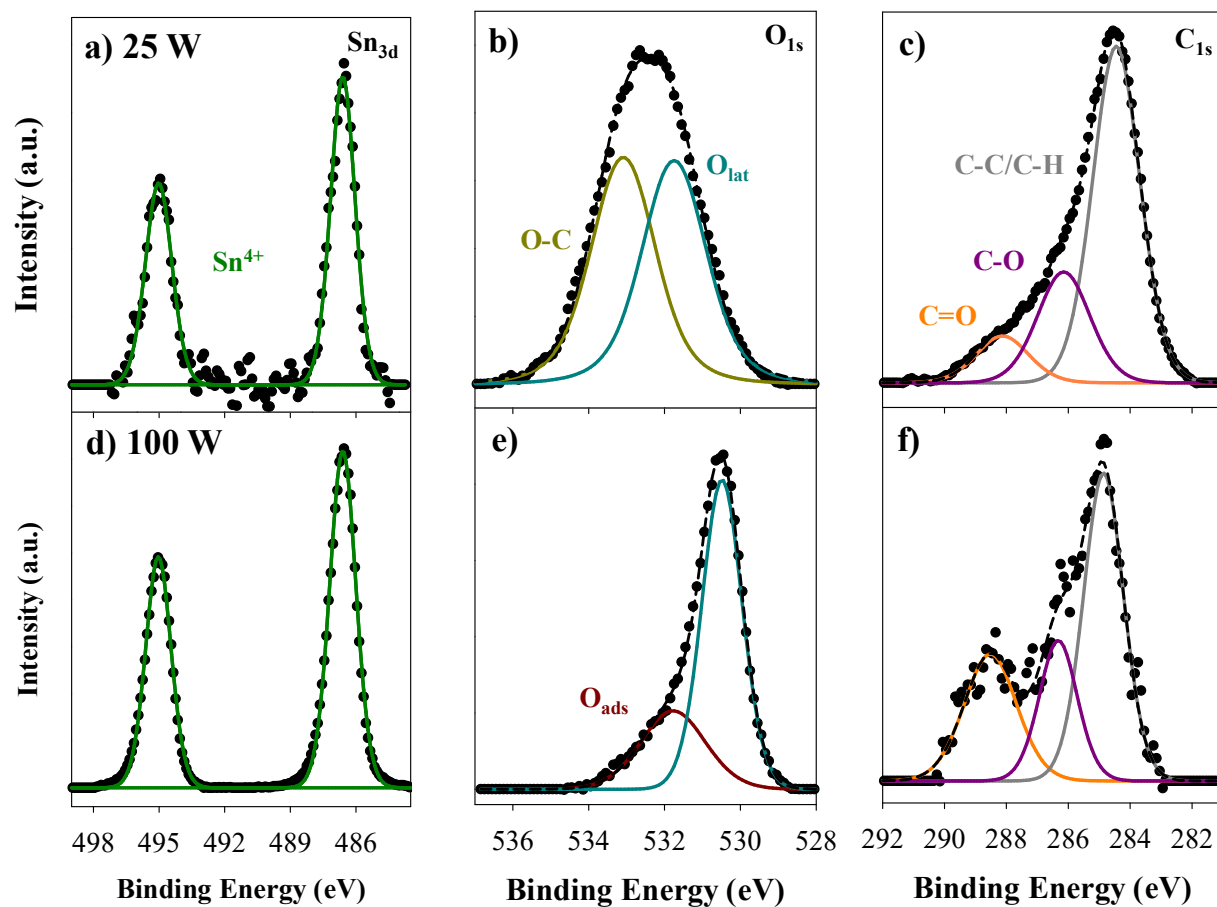 a) 25 W
Sn3d
b)
O1s
c)
C1s
Intensity (a.u.)
Sn4+
O-C
Olat
C-C/C-H
C-O
C=O
d) 100 W
e)
f)
Intensity (a.u.)
Oads
498 495 492 489 486
536 534 532 530 528
292 290 288 286 284 282
Binding Energy (eV)
Binding Energy (eV)
Binding Energy (eV)